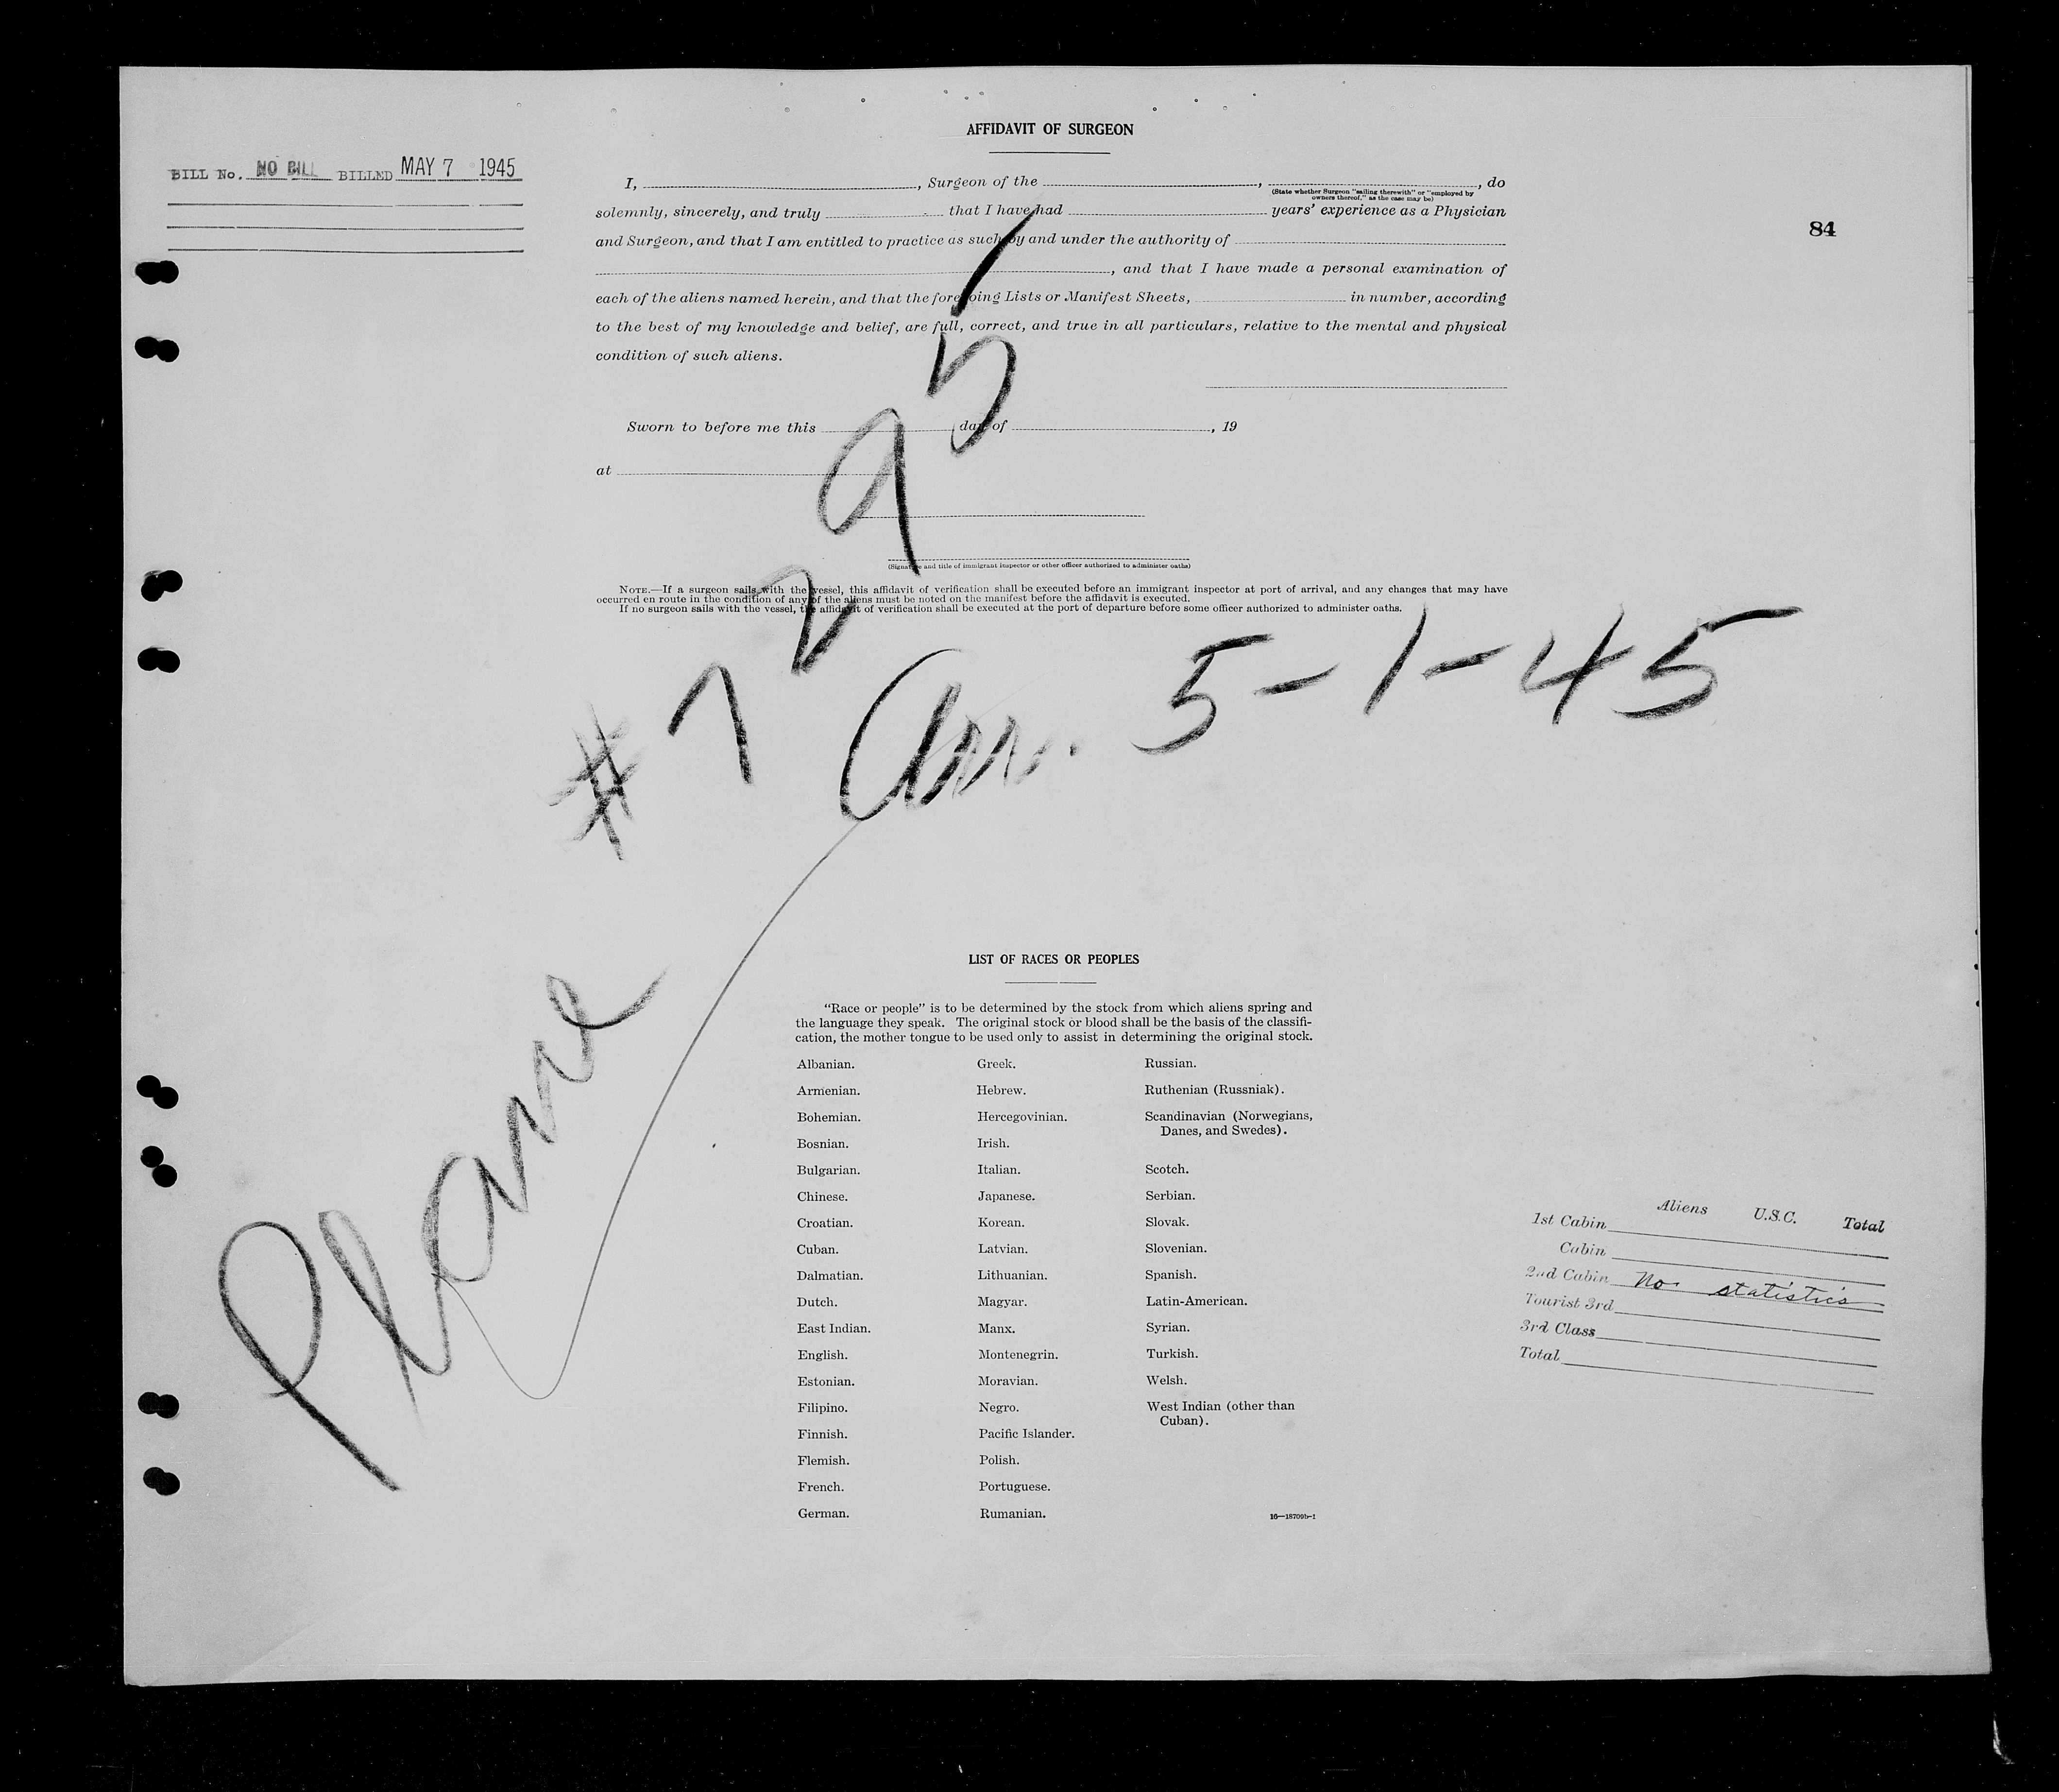 AFFIDAVIT OF SURGEON
BILL No. NO BILL BILLED MAY 7 1945
84
I, , Surgeon of the , , do
(State whether Surgeon "sailing therewith" or "employed by
owners thereof," as the case may be)
solemnly, sincerely, and truly that I have had years' experience as a Physician
and Surgeon, and that I am entitled to practice as such by and under the authority of
, and that I have made a personal examination of
each of the aliens named herein, and that the foregoing Lists or Manifest Sheets, in number, according
to the best of my knowledge and belief, are full, correct, and true in all particulars, relative to the mental and physical
condition of such aliens.
Sworn to before me this day of , 19
at
(Signature and title of immigrant inspector or other officer authorized to administer oaths)
NOTE.—If a surgeon sails with the vessel, this affidavit of verification shall be executed before an immigrant inspector at port of arrival, and any changes that may have
occurred en route in the condition of any of the aliens must be noted on the manifest before the affidavit is executed.
If no surgeon sails with the vessel, the affidavit of verification shall be executed at the port of departure before some officer authorized to administer oaths.
Plane #7295/
Arr. 5-1-45
LIST OF RACES OR PEOPLES
"Race or people" is to be determined by the stock from which aliens spring and
the language they speak. The original stock or blood shall be the basis of the classifi-
cation, the mother tongue to be used only to assist in determining the original stock.
Albanian. Greek. Russian.
Armenian. Hebrew. Ruthenian (Russniak).
Bohemian. Hercegovinian. Scandinavian (Norwegians,
Danes, and Swedes).
Bosnian. Irish.
Bulgarian. Italian. Scotch.
Chinese. Japanese. Serbian.
Croatian. Korean. Slovak.
Cuban. Latvian. Slovenian.
Dalmatian. Lithuanian. Spanish.
Dutch. Magyar. Latin-American.
East Indian. Manx. Syrian.
English. Montenegrin. Turkish.
Estonian. Moravian. Welsh.
Filipino. Negro. West Indian (other than
Cuban).
Finnish. Pacific Islander.
Flemish. Polish.
French. Portuguese.
German. Rumanian.
16—18709b-1
Aliens U.S.C. Total
1st Cabin
Cabin
2nd Cabin No statistics
Tourist 3rd
3rd Class
Total